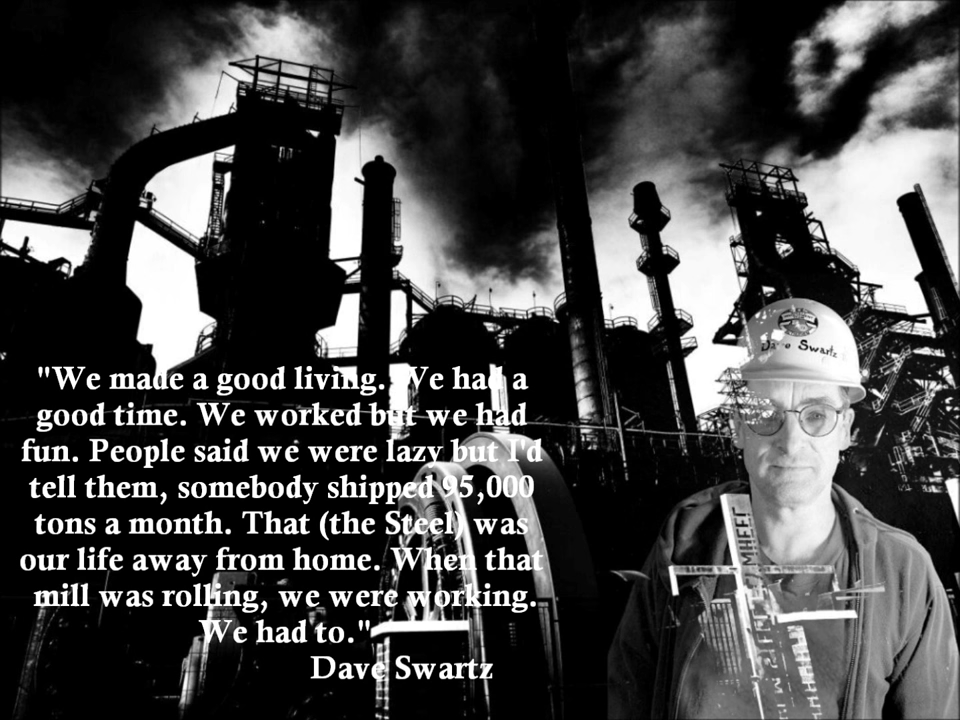 "We made a good living. We had a
good time. We worked but we had
fun. People said we were lazy but I'd
tell them, somebody shipped 95,000
tons a month. That (the Steel) was
our life away from home. When that
mill was rolling, we were working.
We had to."
Dave Swartz
Dave Swartz